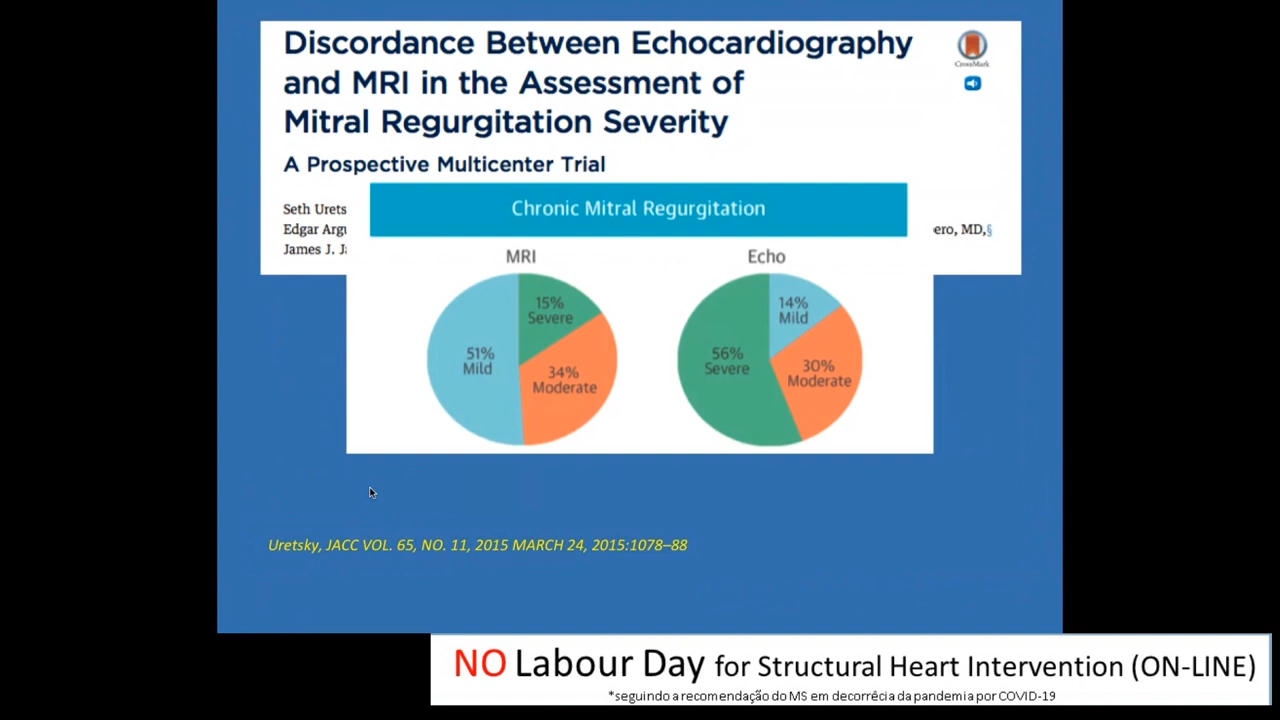 Discordance Between Echocardiography
and MRI in the Assessment of
Mitral Regurgitation Severity
CrossMark
A Prospective Multicenter Trial
Seth Urets
Edgar Argu
ero, MD,§
James J. J
Chronic Mitral Regurgitation
MRI
Echo
15%
Severe
51%
Mild
34%
Moderate
14%
Mild
56%
Severe
30%
Moderate
Uretsky, JACC VOL. 65, NO. 11, 2015 MARCH 24, 2015:1078–88
NO Labour Day for Structural Heart Intervention (ON-LINE)
*seguindo a recomendação do MS em decorrêcia da pandemia por COVID-19